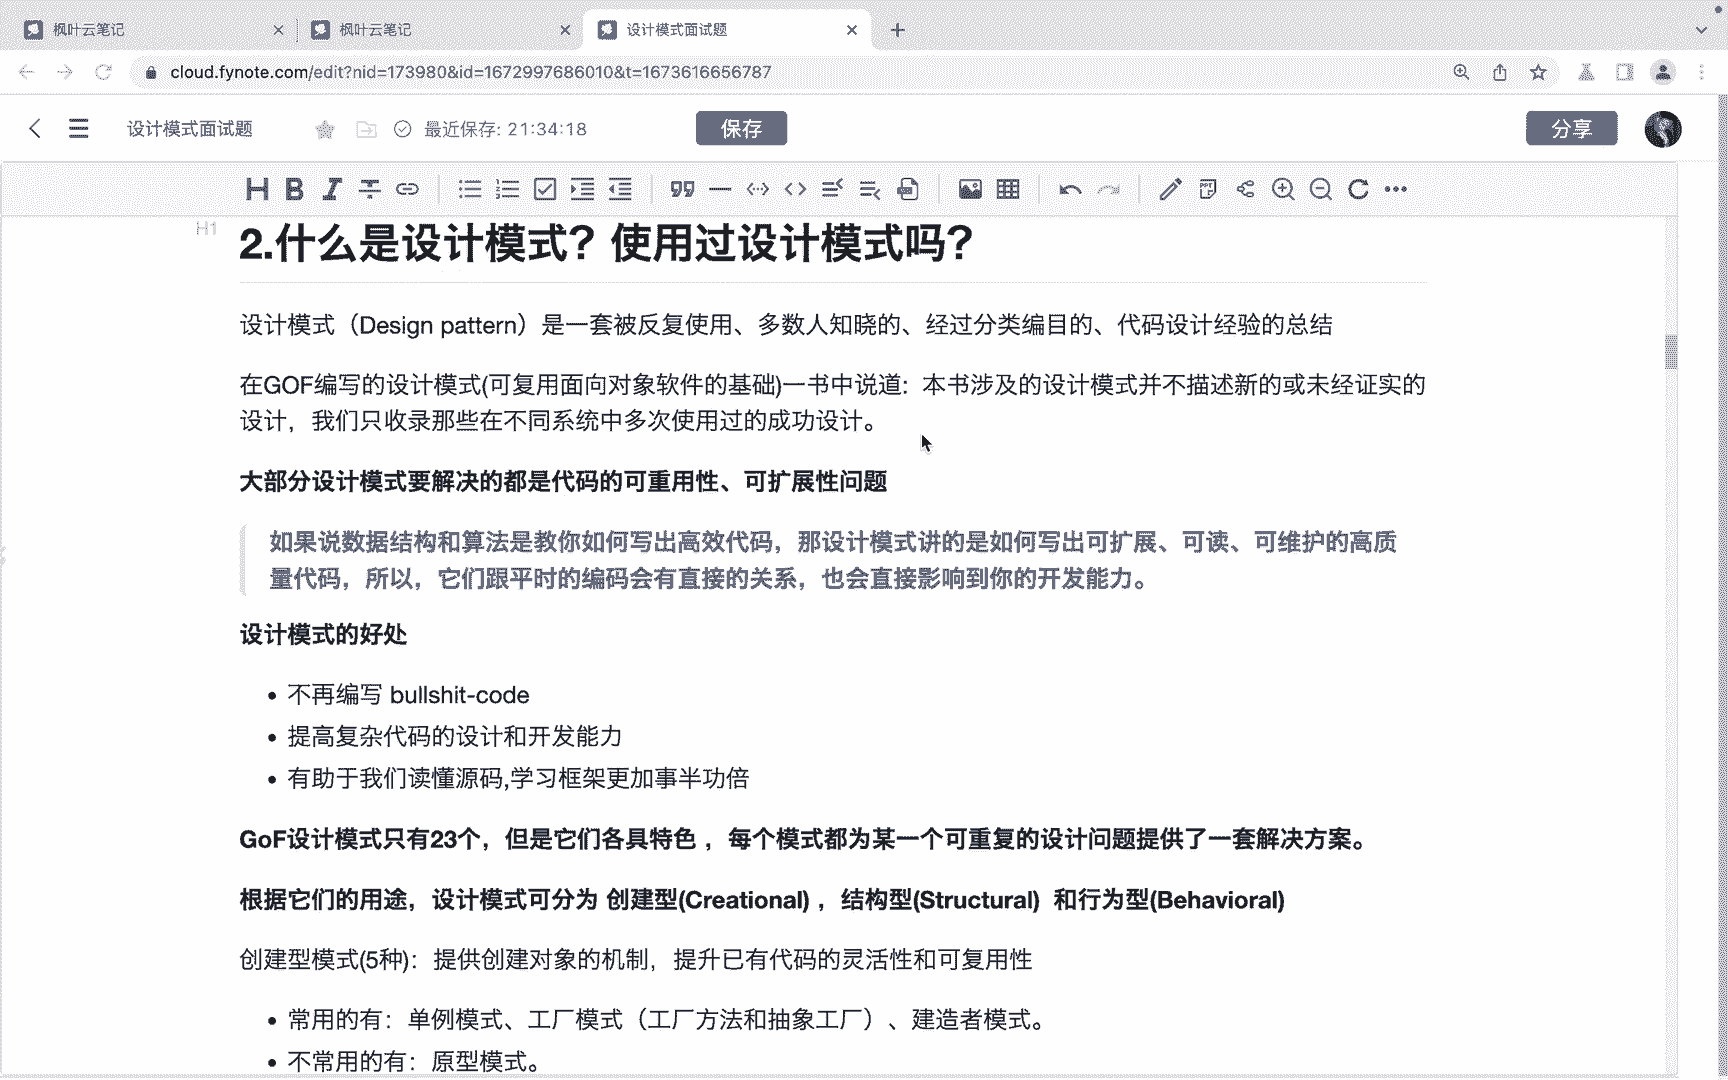 枫叶云笔记
枫叶云笔记
设计模式面试题
cloud.fynote.com/edit?nid=173980&id=1672997686010&t=1673616656787
设计模式面试题
最近保存: 21:34:18
保存
分享
H B I
H1
2.什么是设计模式？使用过设计模式吗？
设计模式（Design pattern）是一套被反复使用、多数人知晓的、经过分类编目的、代码设计经验的总结
在GOF编写的设计模式(可复用面向对象软件的基础)一书中说道：本书涉及的设计模式并不描述新的或未经证实的
设计，我们只收录那些在不同系统中多次使用过的成功设计。
大部分设计模式要解决的都是代码的可重用性、可扩展性问题
如果说数据结构和算法是教你如何写出高效代码，那设计模式讲的是如何写出可扩展、可读、可维护的高质
量代码，所以，它们跟平时的编码会有直接的关系，也会直接影响到你的开发能力。
设计模式的好处
不再编写 bullshit-code
提高复杂代码的设计和开发能力
有助于我们读懂源码,学习框架更加事半功倍
GoF设计模式只有23个，但是它们各具特色 ，每个模式都为某一个可重复的设计问题提供了一套解决方案。
根据它们的用途，设计模式可分为 创建型(Creational) ，结构型(Structural) 和行为型(Behavioral)
创建型模式(5种)：提供创建对象的机制，提升已有代码的灵活性和可复用性
常用的有：单例模式、工厂模式（工厂方法和抽象工厂）、建造者模式。
不常用的有：原型模式。